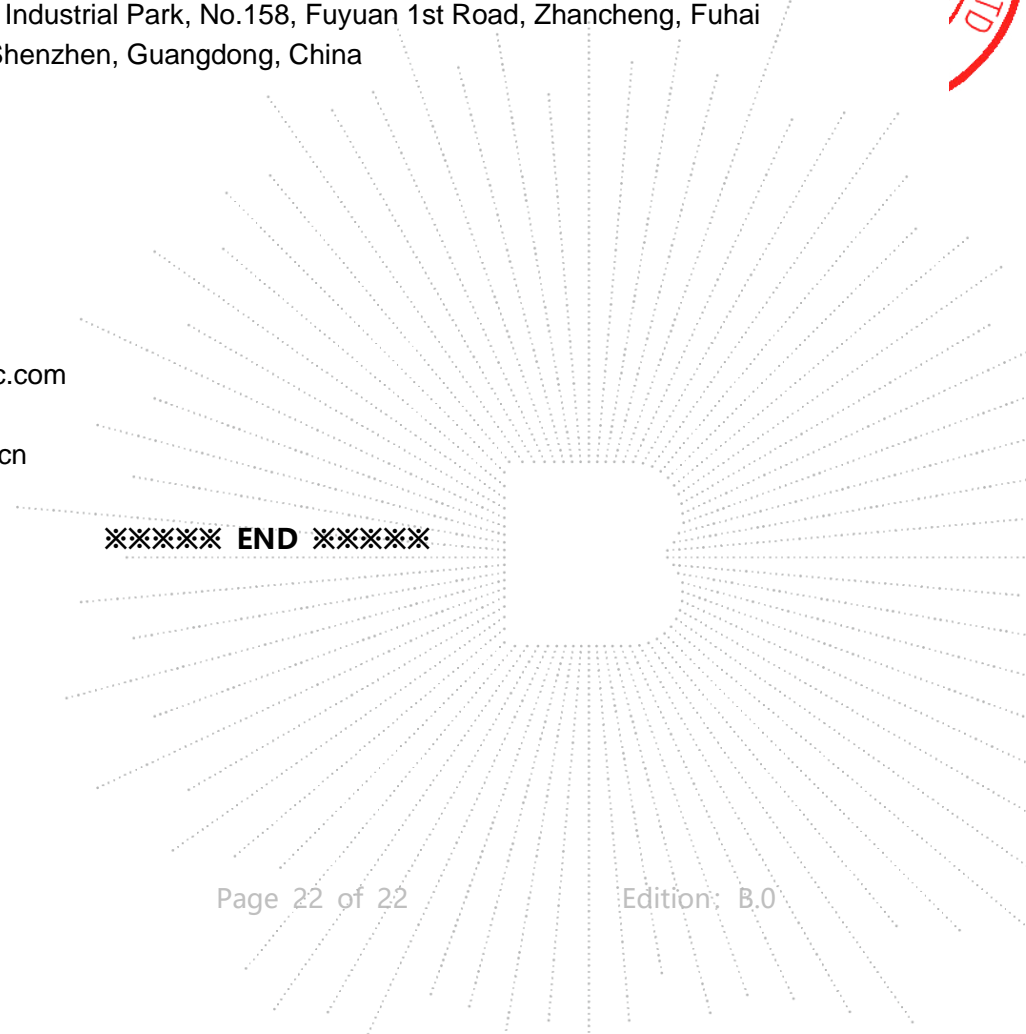 Industrial Park, No.158, Fuyuan 1st Road, Zhancheng, Fuhai
Shenzhen, Guangdong, China
TD
c.com
cn
※※※※※ END ※※※※※
Page 22 of 22 Edition: B.0